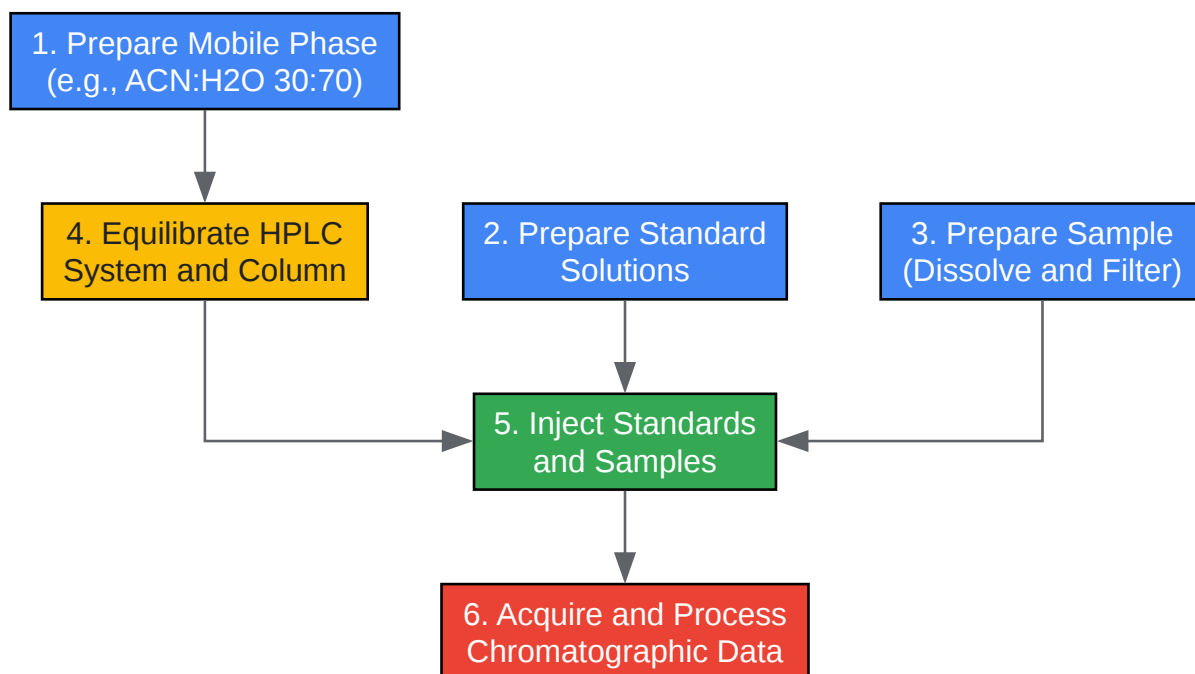 1. Prepare Mobile Phase
(e.g., ACN:H2O 30:70)
4. Equilibrate HPLC
System and Column
2. Prepare Standard
Solutions
3. Prepare Sample
(Dissolve and Filter)
5. Inject Standards
and Samples
6. Acquire and Process
Chromatographic Data